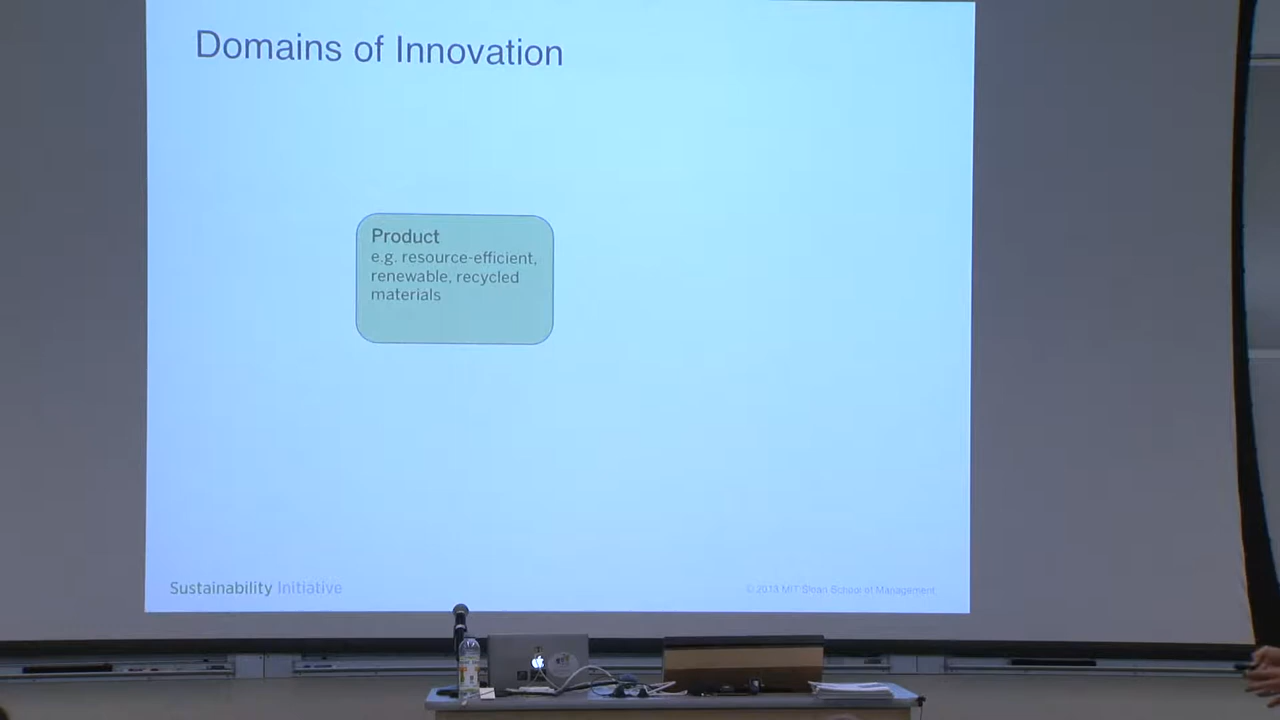 Domains of Innovation
Product
e.g. resource-efficient,
renewable, recycled
materials
Sustainability Initiative
© 2013 MIT Sloan School of Management